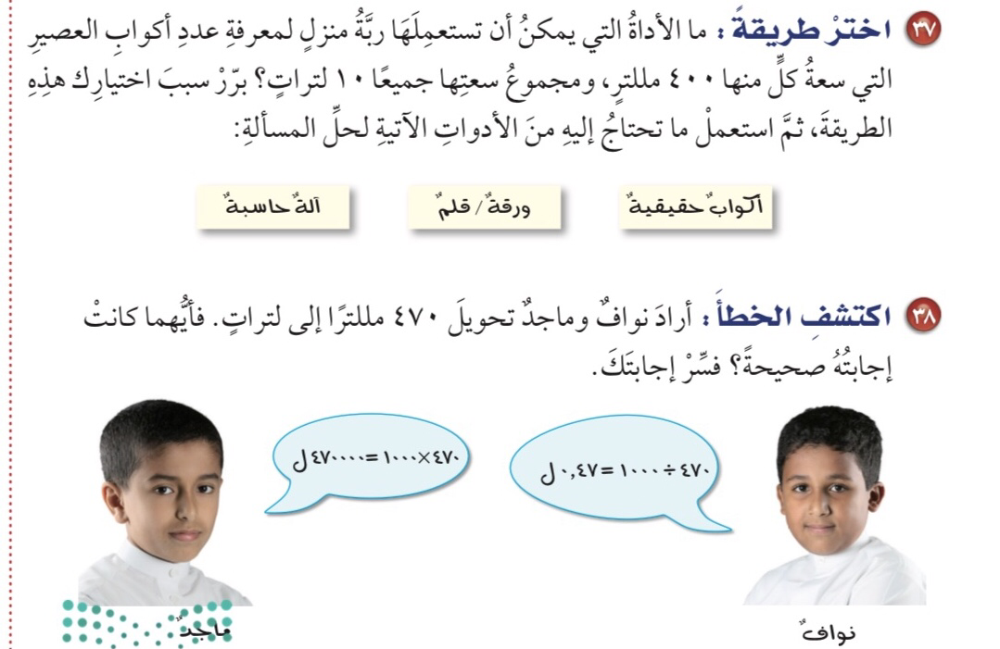 ٣٧ اخترْ طريقةً : ما الأداةُ التي يمكنُ أن تستعمِلَهَا ربَّةُ منزلٍ لمعرفةِ عددِ أكوابِ العصيرِ
التي سعةُ كلٍّ منها ٤٠٠ مللترٍ، ومجموعُ سعتِها جميعًا ١٠ لتراتٍ؟ برّرْ سببَ اختيارِك هذِهِ
الطريقةَ، ثمَّ استعملْ ما تحتاجُ إليهِ منَ الأدواتِ الآتيةِ لحلِّ المسألةِ:
أكوابٌ حقيقيةٌ ورقةٌ / قلمٌ آلةٌ حاسبةٌ
٣٨ اكتشفِ الخطأَ : أرادَ نوافٌ وماجدٌ تحويلَ ٤٧٠ مللترًا إلى لتراتٍ. فأيُّهما كانتْ
إجابتُهُ صحيحةً؟ فسِّرْ إجابتَكَ.
٤٧٠ ÷ ١٠٠٠ = ٠,٤٧ ل
٤٧٠ × ١٠٠٠ = ٤٧٠٠٠٠ ل
نوافٌ
ماجدٌ